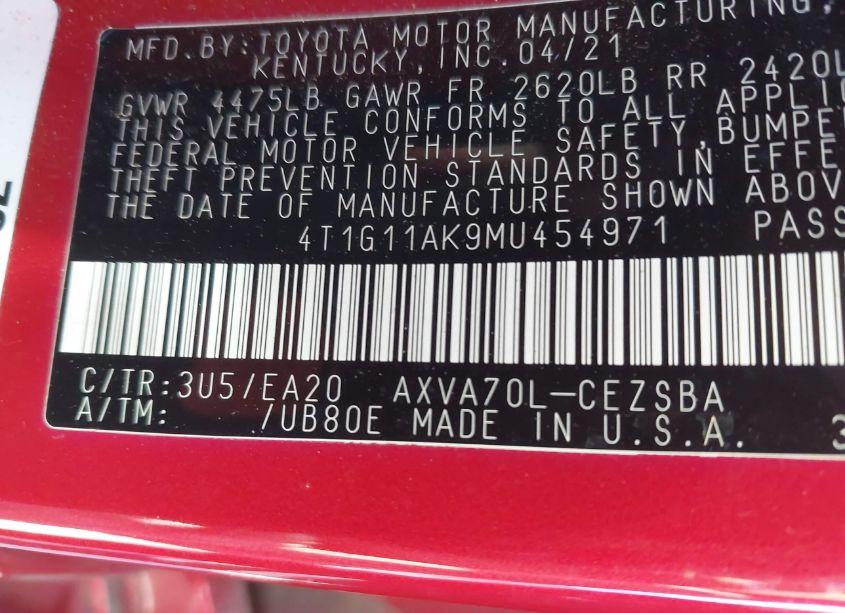 MFD. BY: TOYOTA MOTOR MANUFACTURING,
KENTUCKY, INC. 04/21
GVWR 4475LB GAWR FR 2620LB RR 2420L
THIS VEHICLE CONFORMS TO ALL APPLI
FEDERAL MOTOR VEHICLE SAFETY, BUMPE
THEFT PREVENTION STANDARDS IN EFFE
THE DATE OF MANUFACTURE SHOWN ABOV
4T1G11AK9MU454971 PASS
C/TR: 3U5/EA20 AXVA70L-CEZSBA
A/TM: /UB80E MADE IN U.S.A. 3